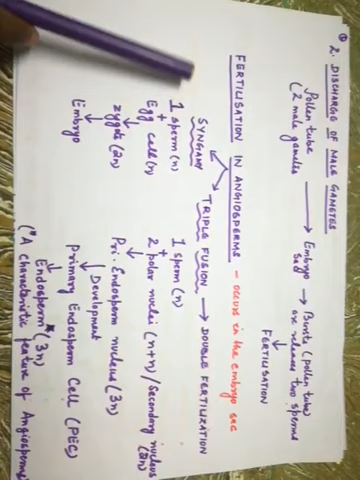 ① 2. DISCHARGE OF MALE GAMETES
Pollen tube → Embryo sac → Bursts (pollen tube)
(2 male gametes
releases two sperms
↓
FERTILISATION
FERTILISATION IN ANGIOSPERMS - occurs in the embryo sac
SYNGAMY
TRIPLE FUSION → DOUBLE FERTILIZATION
1 sperm (n)
+
Egg cell (n)
↓
zygote (2n)
↓
Embryo
1 sperm (n)
+
2 polar nuclei (n+n) / secondary nucleus (2n)
↓
Pri. Endosperm nucleus (3n)
↓ Development
Primary Endosperm Cell (PEC)
↓
Endosperm (3n)
(*A characteristic feature of Angiosperms